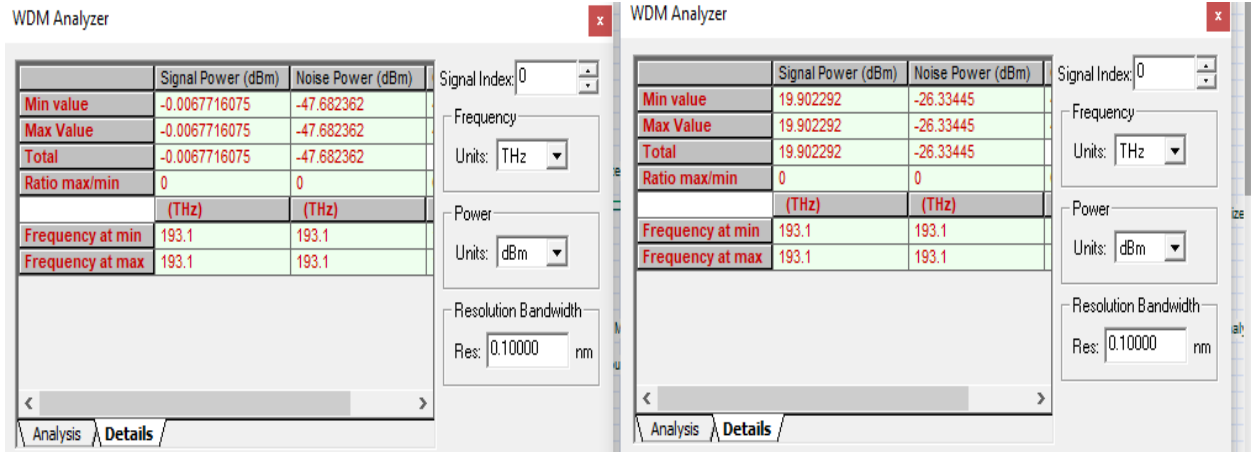 WDM Analyzer
x
Signal Power (dBm) Noise Power (dBm)
Min value -0.0067716075 -47.682362
Max Value -0.0067716075 -47.682362
Total -0.0067716075 -47.682362
Ratio max/min 0 0
(THz) (THz)
Frequency at min 193.1 193.1
Frequency at max 193.1 193.1
Analysis Details
Signal Index: 0
Frequency
Units: THz
Power
Units: dBm
Resolution Bandwidth
Res: 0.10000 nm
WDM Analyzer
x
Signal Power (dBm) Noise Power (dBm)
Min value 19.902292 -26.33445
Max Value 19.902292 -26.33445
Total 19.902292 -26.33445
Ratio max/min 0 0
(THz) (THz)
Frequency at min 193.1 193.1
Frequency at max 193.1 193.1
Analysis Details
Signal Index: 0
Frequency
Units: THz
Power
Units: dBm
Resolution Bandwidth
Res: 0.10000 nm